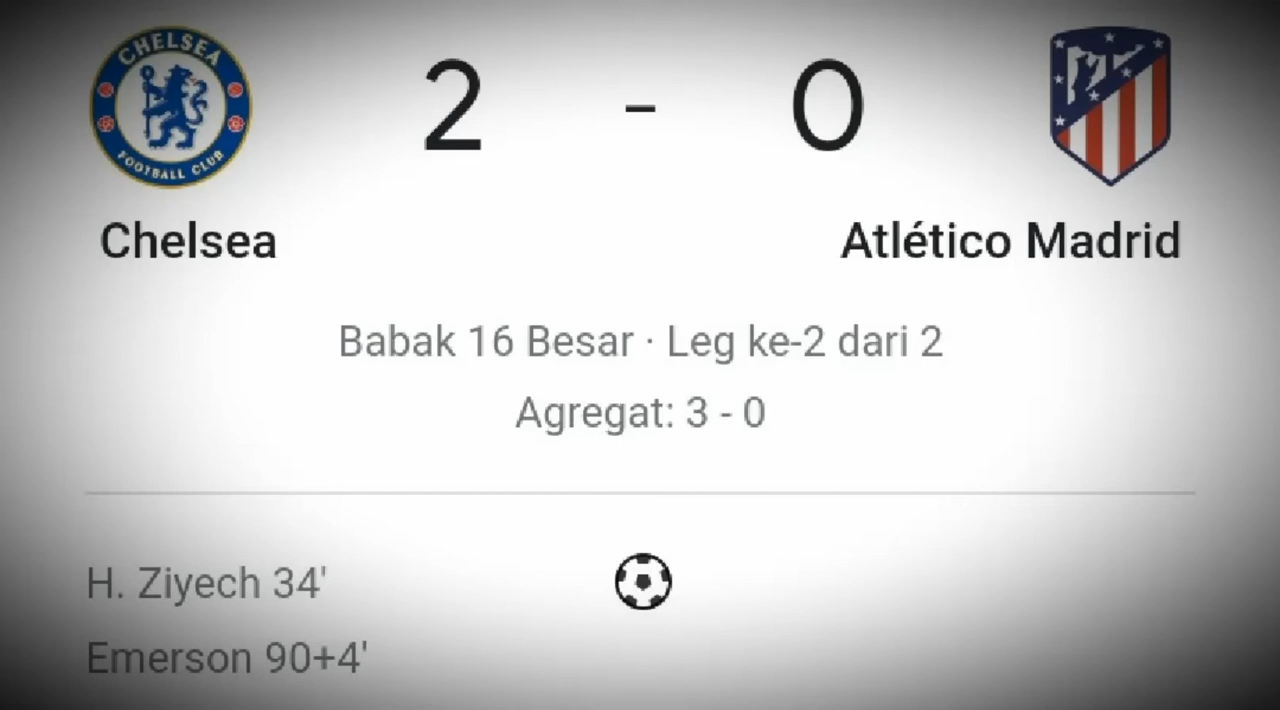 CHELSEA
FOOTBALL CLUB
2 - 0
Chelsea
Atlético Madrid
Babak 16 Besar · Leg ke-2 dari 2
Agregat: 3 - 0
H. Ziyech 34'
Emerson 90+4'